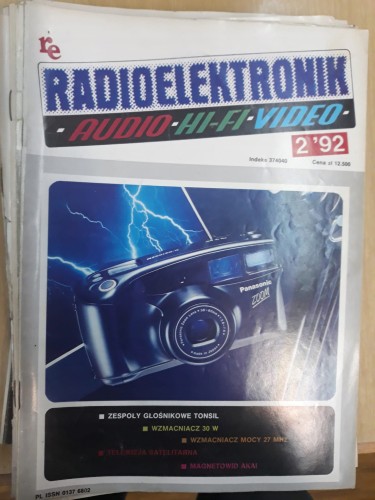 re
RADIOELEKTRONIK
• AUDIO • HI-FI • VIDEO •
2'92
Indeks 374040
Cena zł 12.500
Panasonic
ZOOM
■ ZESPOŁY GŁOŚNIKOWE TONSIL
■ WZMACNIACZ 30 W
■ WZMACNIACZ MOCY 27 MHz
■ TELEWIZJA SATELITARNA
■ MAGNETOWID AKAI
PL ISSN 0137 6802